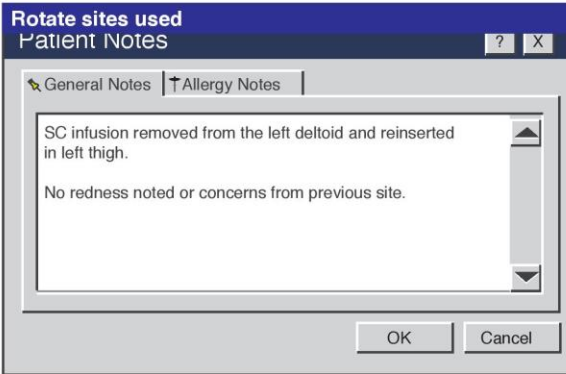 Rotate sites used
Patient Notes
? X
General Notes
Allergy Notes
SC infusion removed from the left deltoid and reinserted
in left thigh.
No redness noted or concerns from previous site.
OK
Cancel